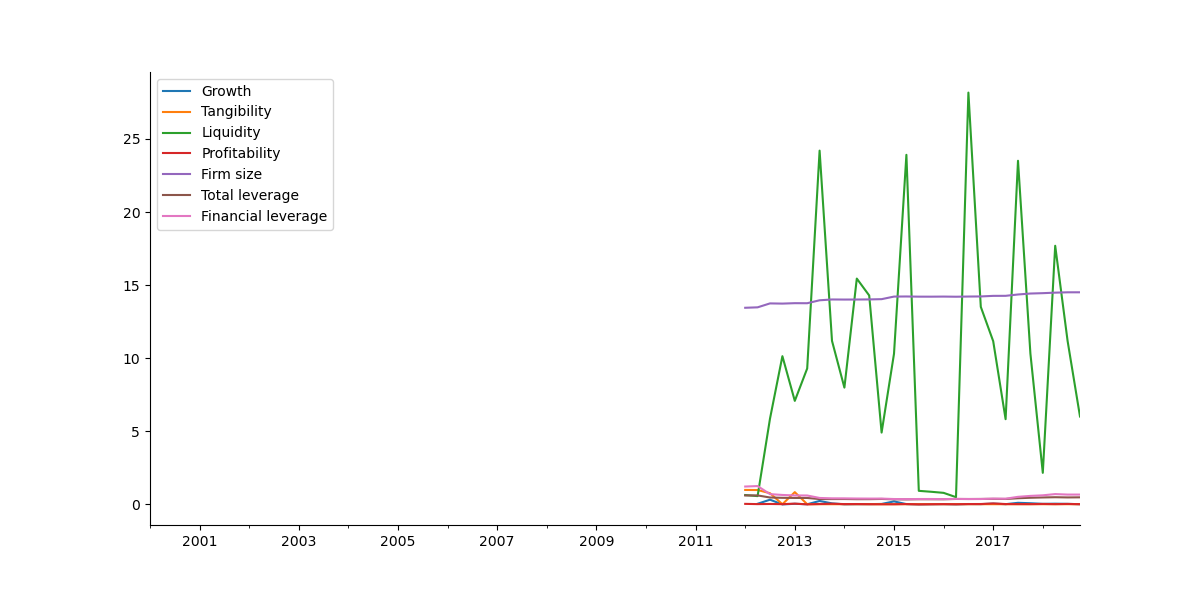 Growth
Tangibility
Liquidity
Profitability
Firm size
Total leverage
Financial leverage
25
20
15
10
5
0
2001 2003 2005 2007 2009 2011 2013 2015 2017